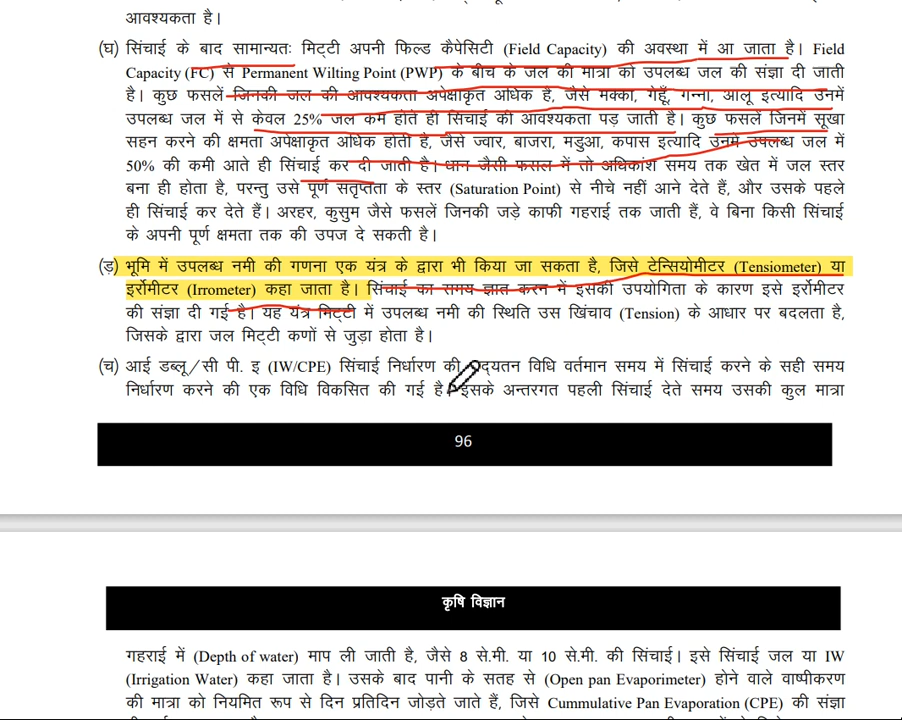 आवश्यकता है।
(घ) सिंचाई के बाद सामान्यतः मिट्टी अपनी फिल्ड कैपेसिटी (Field Capacity) की अवस्था में आ जाता है। Field
Capacity (FC) से Permanent Wilting Point (PWP) के बीच के जल की मात्रा को उपलब्ध जल की संज्ञा दी जाती
है। कुछ फसलें जिनकी जल की आवश्यकता अपेक्षाकृत अधिक है, जैसे मक्का, गेहूँ, गन्ना, आलू इत्यादि उनमें
उपलब्ध जल में से केवल 25% जल कम होते ही सिंचाई की आवश्यकता पड़ जाती है। कुछ फसलें जिनमें सूखा
सहन करने की क्षमता अपेक्षाकृत अधिक होती है, जैसे ज्वार, बाजरा, मडुआ, कपास इत्यादि उनमें उपलब्ध जल में
50% की कमी आते ही सिंचाई कर दी जाती है। धान जैसी फसल में तो अधिकांश समय तक खेत में जल स्तर
बना ही होता है, परन्तु उसे पूर्ण संतृप्तता के स्तर (Saturation Point) से नीचे नहीं आने देते हैं, और उसके पहले
ही सिंचाई कर देते हैं। अरहर, कुसुम जैसे फसलें जिनकी जड़े काफी गहराई तक जाती हैं, वे बिना किसी सिंचाई
के अपनी पूर्ण क्षमता तक की उपज दे सकती है।
(ड़) भूमि में उपलब्ध नमी की गणना एक यंत्र के द्वारा भी किया जा सकता है, जिसे टेन्सियोमीटर (Tensiometer) या
इर्रोमीटर (Irrometer) कहा जाता है। सिंचाई का समय ज्ञात करने में इसकी उपयोगिता के कारण इसे इर्रोमीटर
की संज्ञा दी गई है। यह यंत्र मिट्टी में उपलब्ध नमी की स्थिति उस खिंचाव (Tension) के आधार पर बदलता है,
जिसके द्वारा जल मिट्टी कणों से जुड़ा होता है।
(च) आई डब्लू/सी पी. इ (IW/CPE) सिंचाई निर्धारण की विधि वर्तमान समय में सिंचाई करने के सही समय
निर्धारण करने की एक विधि विकसित की गई है। इसके अन्तरगत पहली सिंचाई देते समय उसकी कुल मात्रा
96
कृषि विज्ञान
गहराई में (Depth of water) माप ली जाती है, जैसे 8 से.मी. या 10 से.मी. की सिंचाई। इसे सिंचाई जल या IW
(Irrigation Water) कहा जाता है। उसके बाद पानी के सतह से (Open pan Evaporimeter) होने वाले वाष्पीकरण
की मात्रा को नियमित रूप से दिन प्रतिदिन जोड़ते जाते हैं, जिसे Cummulative Pan Evaporation (CPE) की संज्ञा